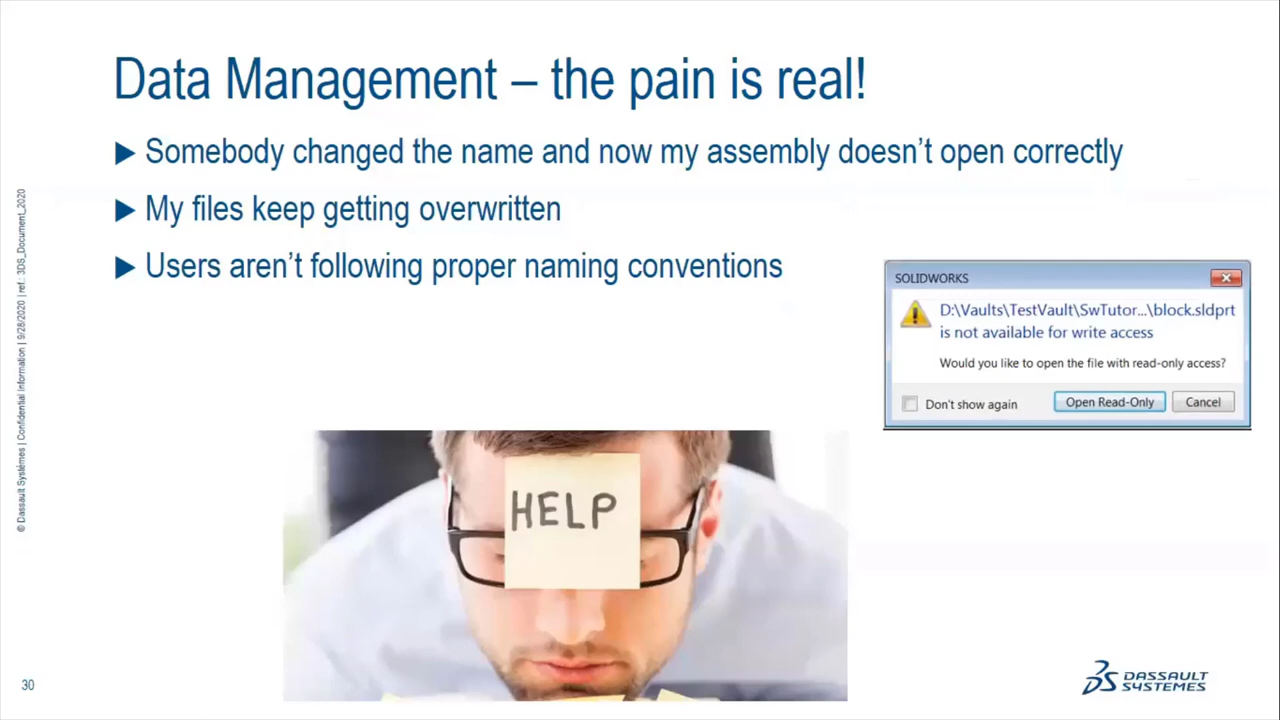 Data Management – the pain is real!
▶ Somebody changed the name and now my assembly doesn’t open correctly
▶ My files keep getting overwritten
▶ Users aren’t following proper naming conventions
SOLIDWORKS
D:\Vaults\TestVault\SwTutor...\block.sldprt
is not available for write access
Would you like to open the file with read-only access?
Don't show again
Open Read-Only
Cancel
HELP
© Dassault Systèmes | Confidential Information | 9/28/2020 | ref.: 3DS_Document_2020
30
DASSAULT
SYSTEMES